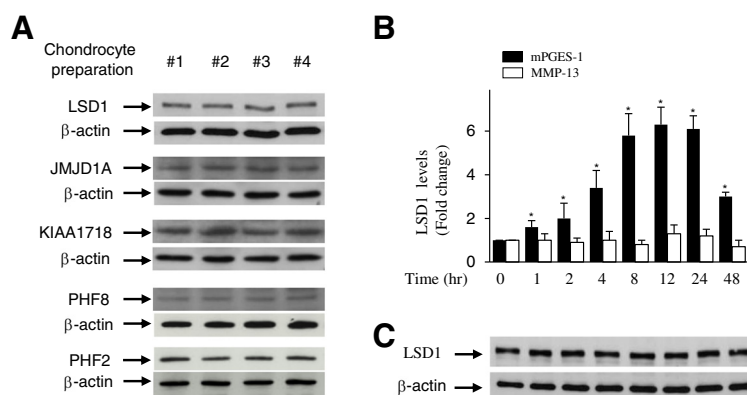 A
Chondrocyte preparation
#1 #2 #3 #4
LSD1
β-actin
JMJD1A
β-actin
KIAA1718
β-actin
PHF8
β-actin
PHF2
β-actin
B
mPGES-1
MMP-13
LSD1 levels
(Fold change)
6
4
2
0
* * * * * * *
Time (hr) 0 1 2 4 8 12 24 48
C
LSD1
β-actin